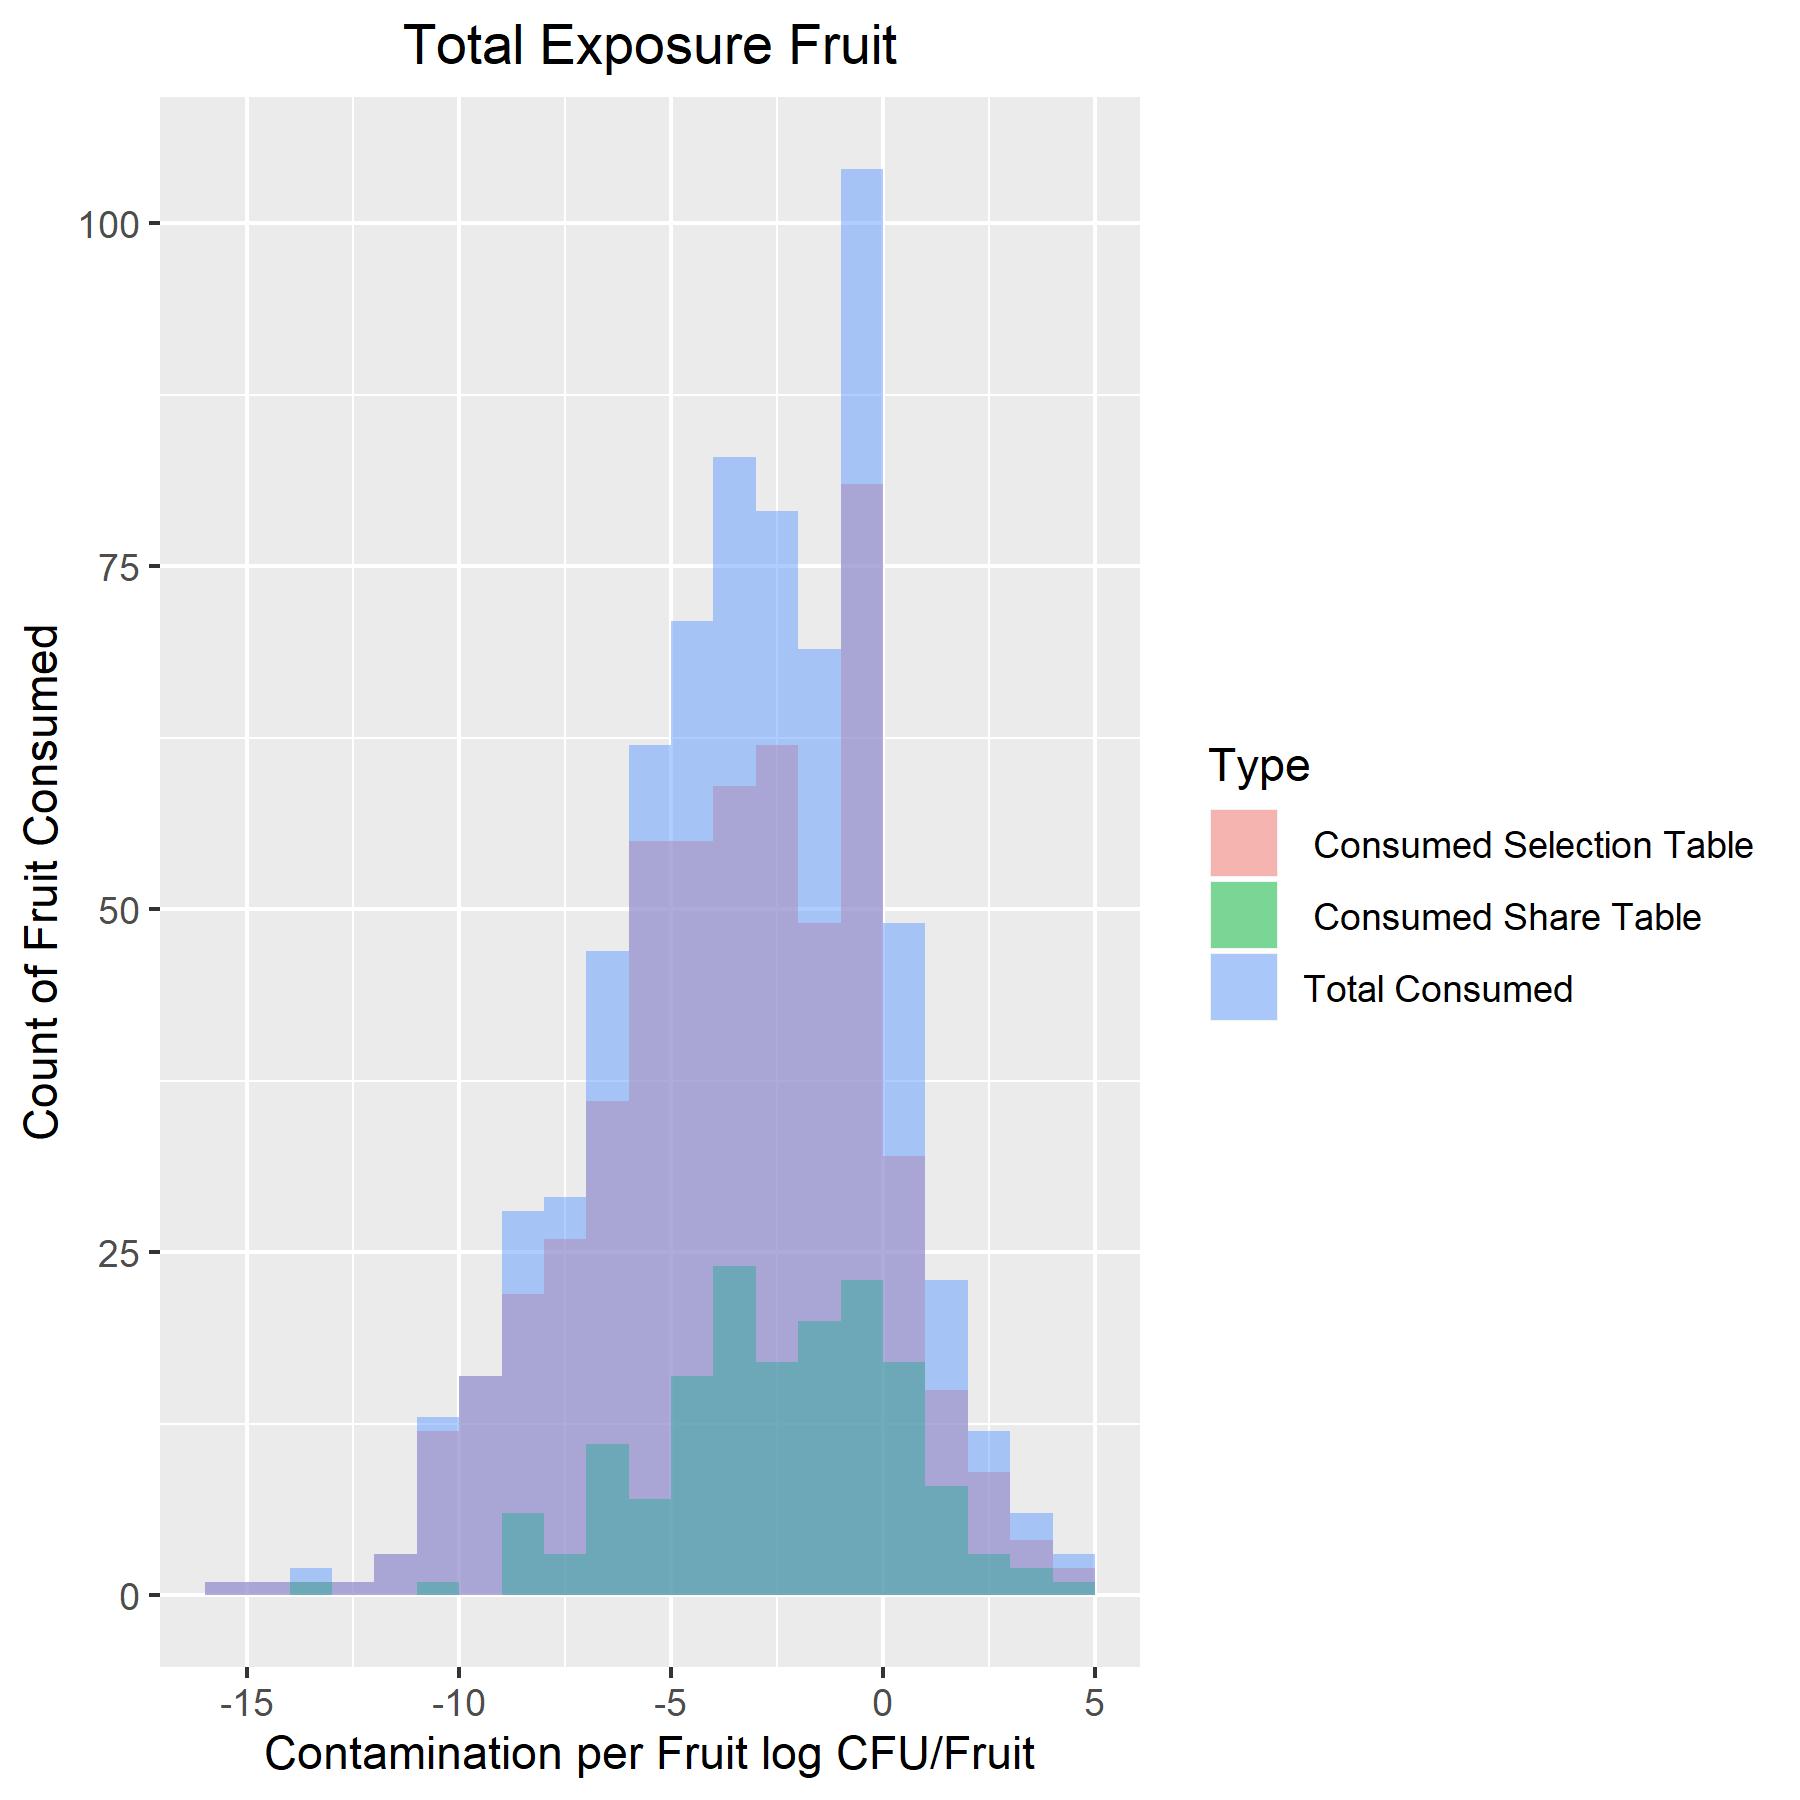 Total Exposure Fruit
Count of Fruit Consumed
100
75
50
25
0
-15 -10 -5 0 5
Contamination per Fruit log CFU/Fruit
Type
Consumed Selection Table
Consumed Share Table
Total Consumed